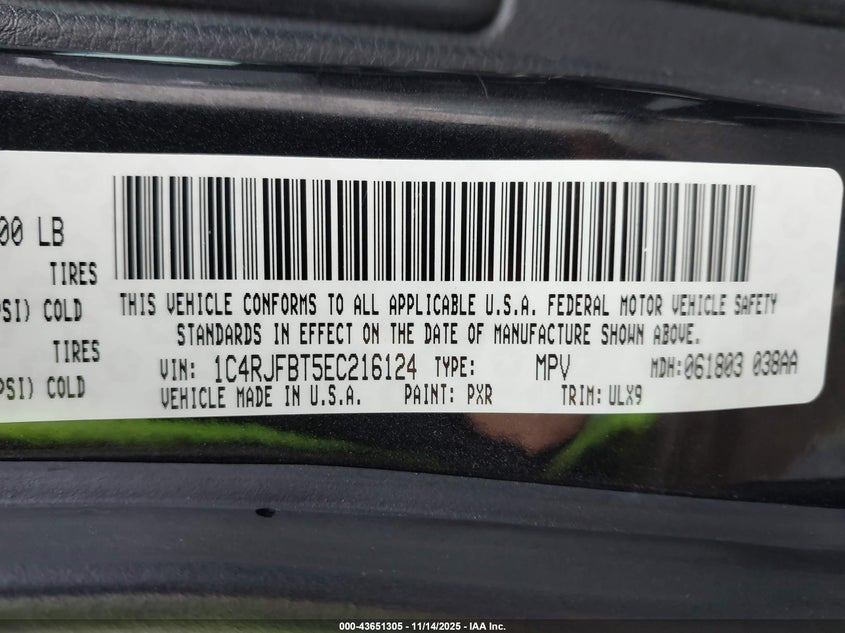 00 LB
TIRES
PSI) COLD
TIRES
PSI) COLD
THIS VEHICLE CONFORMS TO ALL APPLICABLE U.S.A. FEDERAL MOTOR VEHICLE SAFETY
STANDARDS IN EFFECT ON THE DATE OF MANUFACTURE SHOWN ABOVE.
VIN: 1C4RJFBT5EC216124 TYPE: MPV MDH:061803 038AA
VEHICLE MADE IN U.S.A. PAINT: PXR TRIM: ULX9
000-43651305 - 11/14/2025 - IAA Inc.